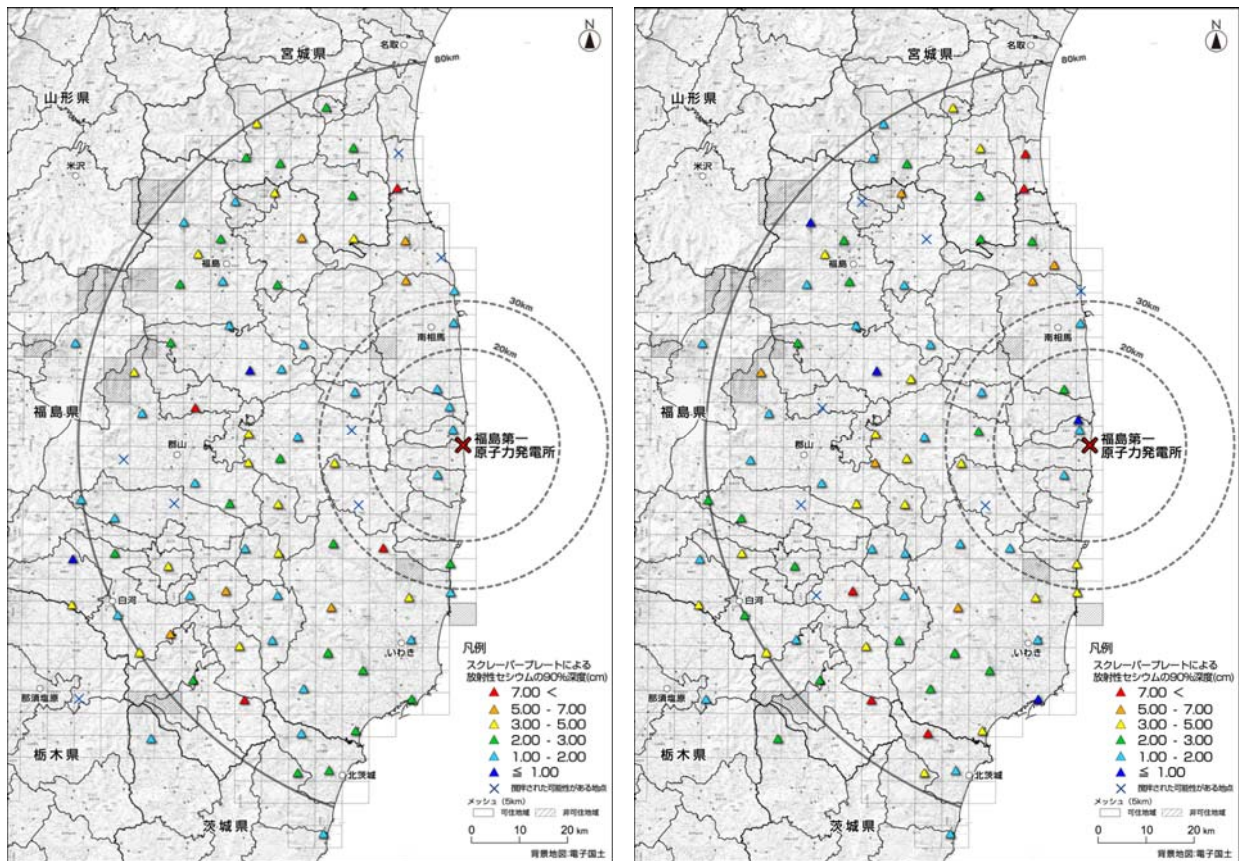 N
宮城県
名取
80km
山形県
米沢
福島
30km
南相馬
20km
福島県
郡山
福島第一
原子力発電所
白河
いわき
凡例
スクレーパープレートによる
放射性セシウムの90%深度(cm)
7.00 <
5.00 - 7.00
3.00 - 5.00
2.00 - 3.00
1.00 - 2.00
≦ 1.00
撹拌された可能性がある地点
メッシュ (5km)
可住地域 非可住地域
0 10 20 km
背景地図:電子国土
那須塩原
栃木県
北茨城
茨城県
N
宮城県
名取
80km
山形県
米沢
福島
30km
南相馬
20km
福島県
郡山
福島第一
原子力発電所
白河
いわき
凡例
スクレーパープレートによる
放射性セシウムの90%深度(cm)
7.00 <
5.00 - 7.00
3.00 - 5.00
2.00 - 3.00
1.00 - 2.00
≦ 1.00
撹拌された可能性がある地点
メッシュ (5km)
可住地域 非可住地域
0 10 20 km
背景地図:電子国土
那須塩原
栃木県
北茨城
茨城県